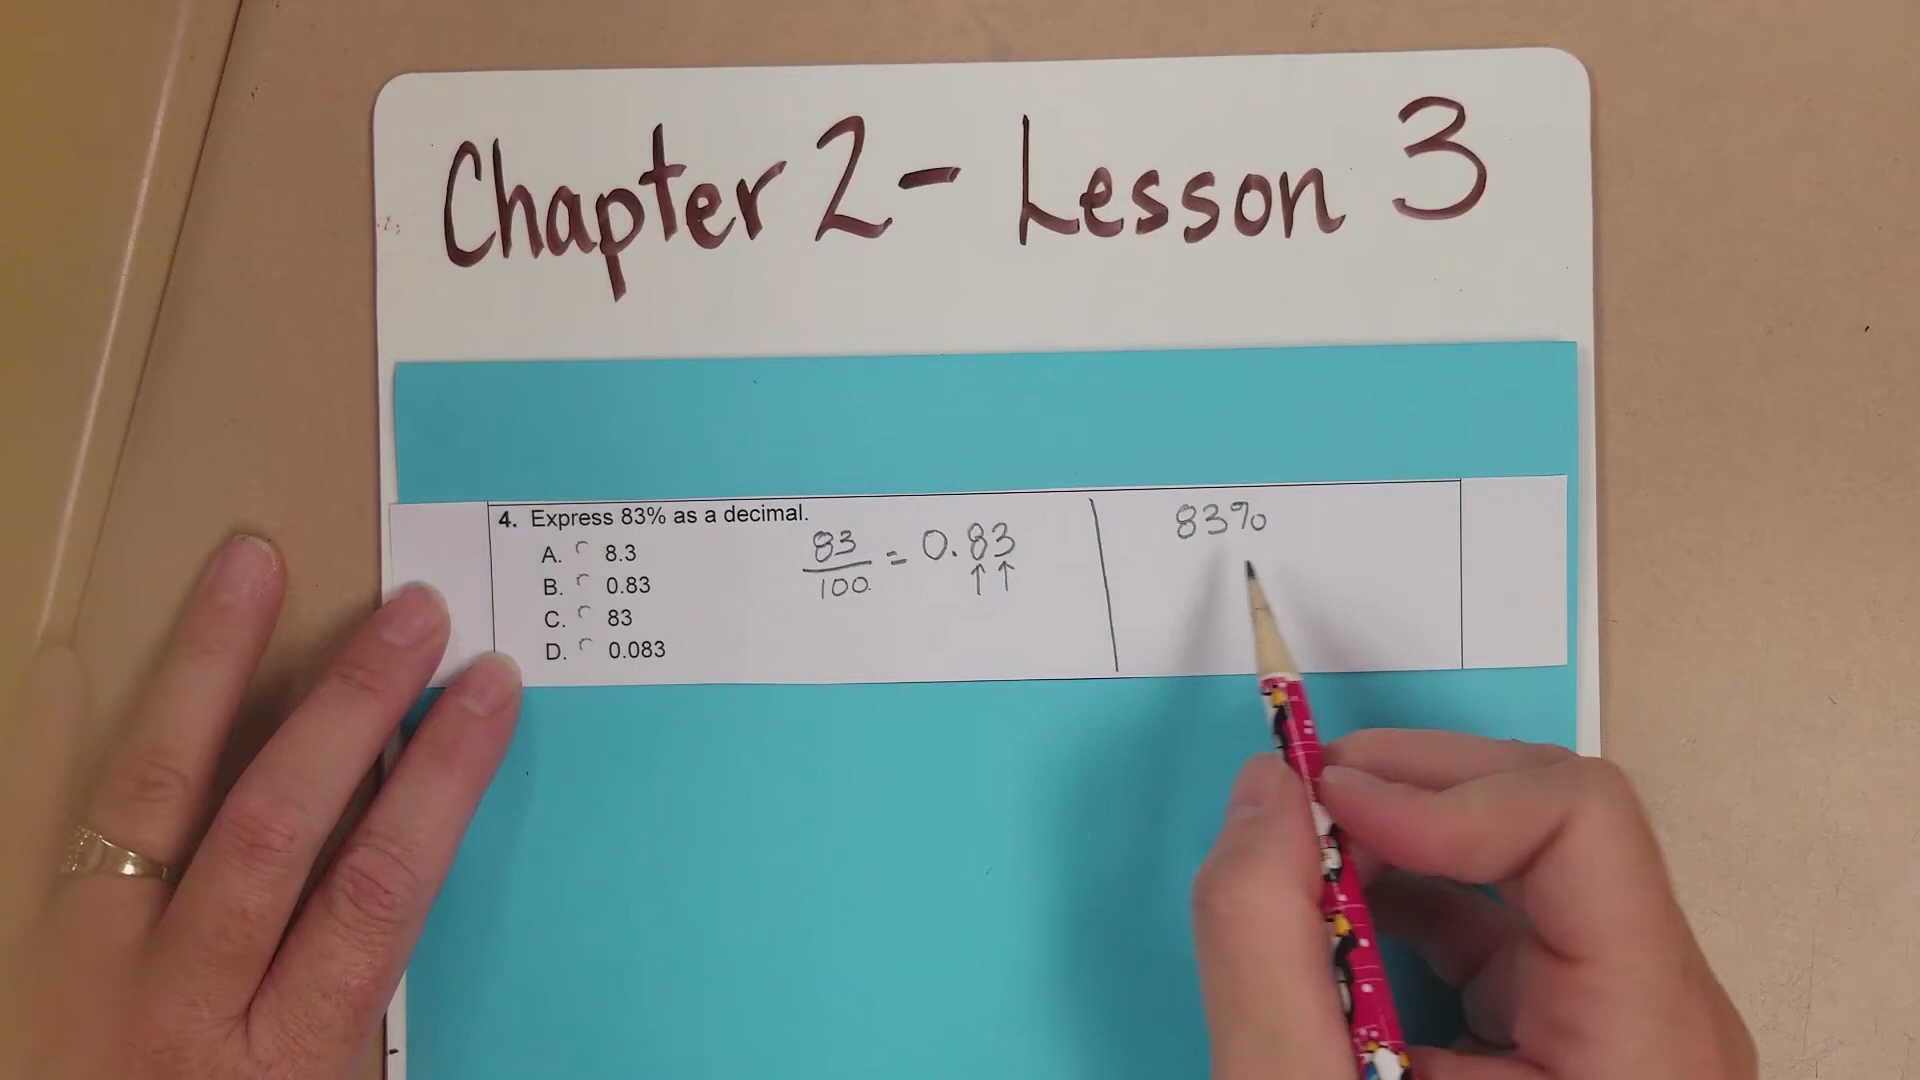 Chapter 2 - Lesson 3
4. Express 83% as a decimal.
A. 8.3
B. 0.83
C. 83
D. 0.083
83/100 = 0.83
↑↑
83%